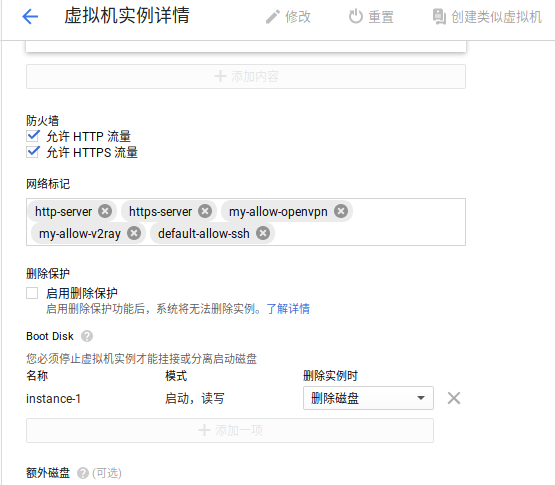 虚拟机实例详情 修改 重置 创建类似虚拟机
添加内容
防火墙
允许 HTTP 流量
允许 HTTPS 流量
网络标记
http-server https-server my-allow-openvpn
my-allow-v2ray default-allow-ssh
删除保护
启用删除保护
启用删除保护功能后，系统将无法删除实例。了解详情
Boot Disk
您必须停止虚拟机实例才能挂接或分离启动磁盘
名称 模式 删除实例时
instance-1 启动，读写 删除磁盘
添加一项
额外磁盘 (可选)